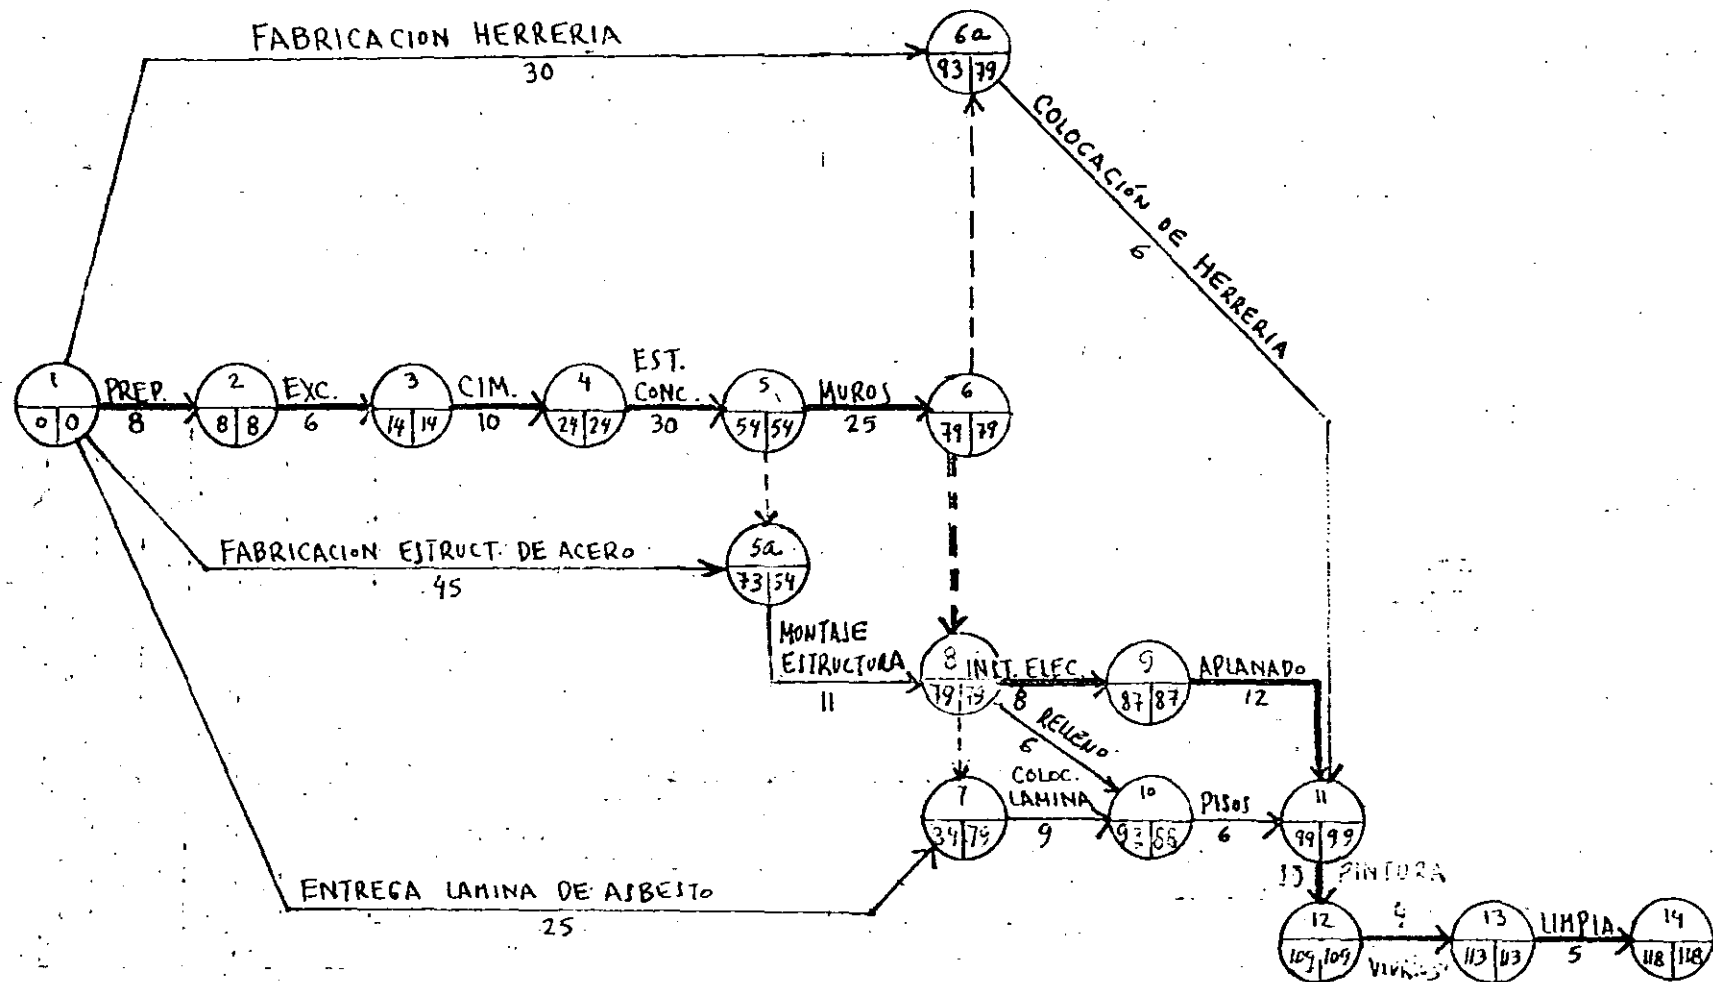 FABRICACION HERRERIA
30
6a
93 79
COLOCACIÓN DE HERRERIA
6
1
0 0
PREP.
8
2
8 8
EXC.
6
3
14 14
CIM.
10
4
24 24
EST.
CONC.
30
5
54 54
MUROS
25
6
79 79
FABRICACION ESTRUCT. DE ACERO
45
5a
73 54
MONTAJE
ESTRUCTURA
11
8
79 79
INST. ELEC.
8
9
87 87
APLANADO
12
RELLENO
6
7
79
COLOC.
LAMINA
9
10
PISOS
6
11
99 99
ENTREGA LAMINA DE ASBESTO
25
PINTURA
12
109 109
4
13
113 113
LIMPIA
5
14
118 118